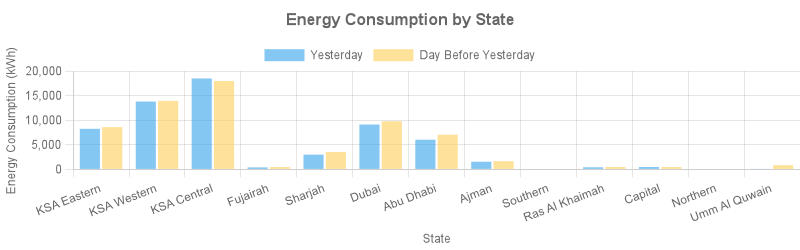 Energy Consumption by State
Yesterday Day Before Yesterday
Energy Consumption (kWh)
20,000
15,000
10,000
5,000
0
KSA Eastern
KSA Western
KSA Central
Fujairah
Sharjah
Dubai
Abu Dhabi
Ajman
Southern
Ras Al Khaimah
Capital
Northern
Umm Al Quwain
State